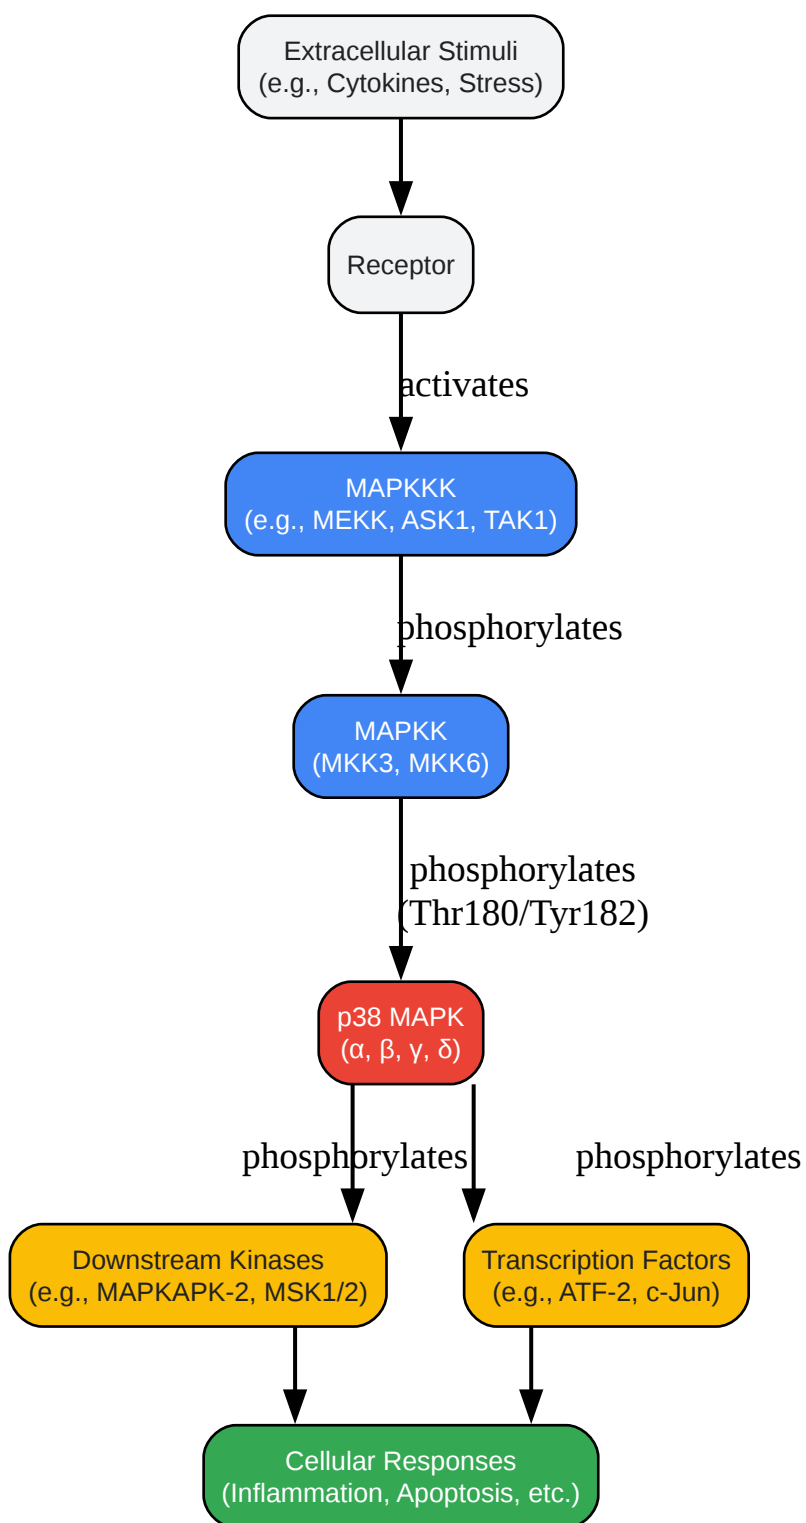 Extracellular Stimuli
(e.g., Cytokines, Stress)
Receptor
activates
MAPKKK
(e.g., MEKK, ASK1, TAK1)
phosphorylates
MAPKK
(MKK3, MKK6)
phosphorylates
(Thr180/Tyr182)
p38 MAPK
(α, β, γ, δ)
phosphorylates
phosphorylates
Downstream Kinases
(e.g., MAPKAPK-2, MSK1/2)
Transcription Factors
(e.g., ATF-2, c-Jun)
Cellular Responses
(Inflammation, Apoptosis, etc.)